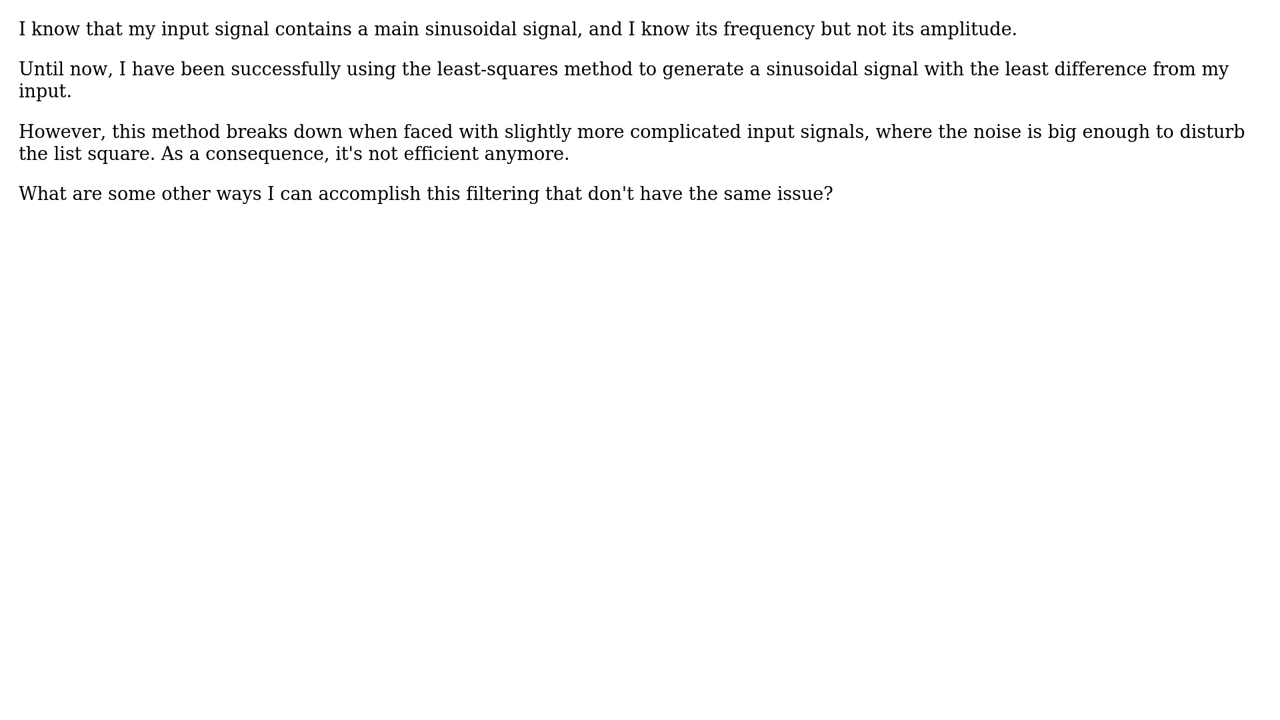 I know that my input signal contains a main sinusoidal signal, and I know its frequency but not its amplitude.
Until now, I have been successfully using the least-squares method to generate a sinusoidal signal with the least difference from my
input.
However, this method breaks down when faced with slightly more complicated input signals, where the noise is big enough to disturb
the list square. As a consequence, it's not efficient anymore.
What are some other ways I can accomplish this filtering that don't have the same issue?